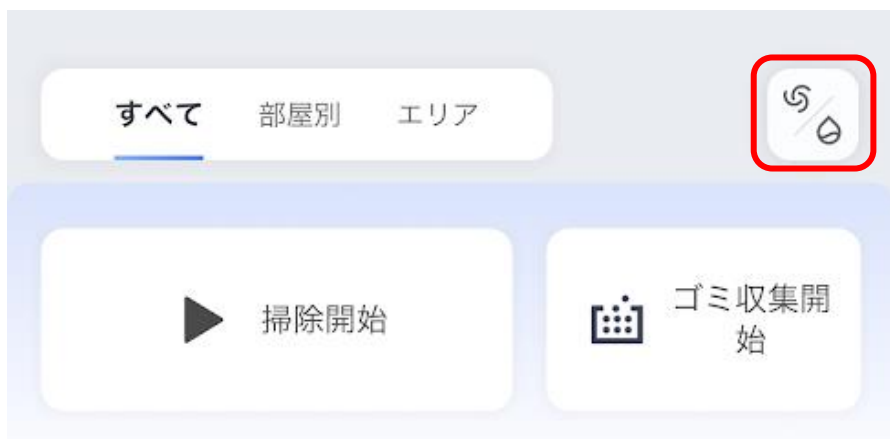 すべて 部屋別 エリア
掃除開始
ゴミ収集開
始